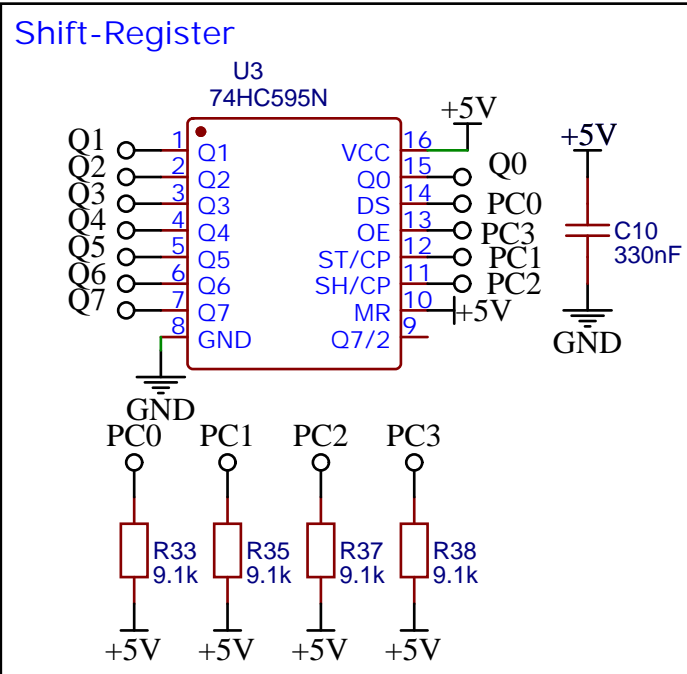 Shift-Register
U3
74HC595N
+5V
+5V
Q1 1 Q1 VCC 16
Q2 2 Q2 Q0 15 Q0
Q3 3 Q3 DS 14 PC0
Q4 4 Q4 OE 13 PC3
Q5 5 Q5 ST/CP 12 PC1
Q6 6 Q6 SH/CP 11 PC2
Q7 7 Q7 MR 10 +5V
8 GND Q7/2 9
C10
330nF
GND
GND
PC0 PC1 PC2 PC3
R33 R35 R37 R38
9.1k 9.1k 9.1k 9.1k
+5V +5V +5V +5V